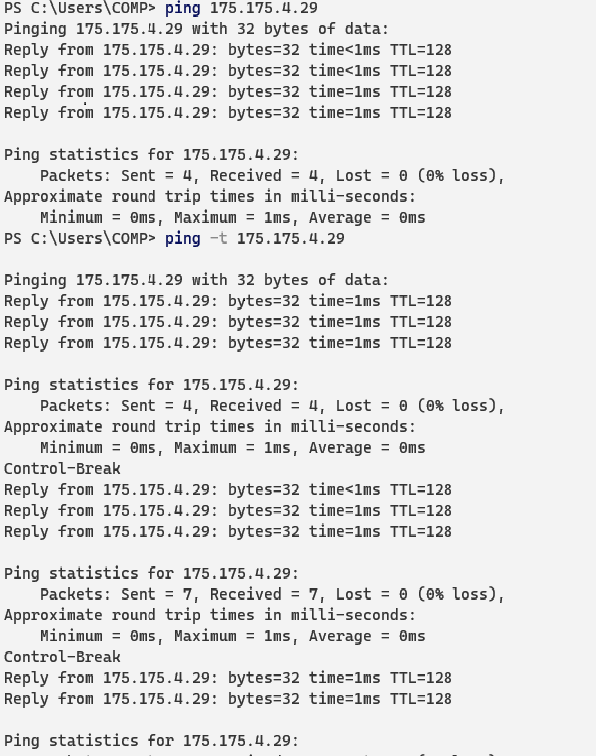 PS C:\Users\COMP> ping 175.175.4.29
Pinging 175.175.4.29 with 32 bytes of data:
Reply from 175.175.4.29: bytes=32 time<1ms TTL=128
Reply from 175.175.4.29: bytes=32 time<1ms TTL=128
Reply from 175.175.4.29: bytes=32 time=1ms TTL=128
Reply from 175.175.4.29: bytes=32 time=1ms TTL=128
Ping statistics for 175.175.4.29:
Packets: Sent = 4, Received = 4, Lost = 0 (0% loss),
Approximate round trip times in milli-seconds:
Minimum = 0ms, Maximum = 1ms, Average = 0ms
PS C:\Users\COMP> ping -t 175.175.4.29
Pinging 175.175.4.29 with 32 bytes of data:
Reply from 175.175.4.29: bytes=32 time=1ms TTL=128
Reply from 175.175.4.29: bytes=32 time=1ms TTL=128
Reply from 175.175.4.29: bytes=32 time=1ms TTL=128
Ping statistics for 175.175.4.29:
Packets: Sent = 4, Received = 4, Lost = 0 (0% loss),
Approximate round trip times in milli-seconds:
Minimum = 0ms, Maximum = 1ms, Average = 0ms
Control-Break
Reply from 175.175.4.29: bytes=32 time<1ms TTL=128
Reply from 175.175.4.29: bytes=32 time=1ms TTL=128
Reply from 175.175.4.29: bytes=32 time=1ms TTL=128
Ping statistics for 175.175.4.29:
Packets: Sent = 7, Received = 7, Lost = 0 (0% loss),
Approximate round trip times in milli-seconds:
Minimum = 0ms, Maximum = 1ms, Average = 0ms
Control-Break
Reply from 175.175.4.29: bytes=32 time=1ms TTL=128
Reply from 175.175.4.29: bytes=32 time=1ms TTL=128
Ping statistics for 175.175.4.29: